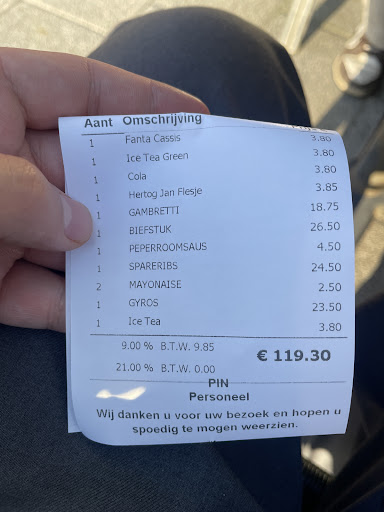 Aant Omschrijving
1 Fanta Cassis 3.80
1 Ice Tea Green 3.80
1 Cola 3.80
1 Hertog Jan Flesje 3.85
1 GAMBRETTI 18.75
1 BIEFSTUK 26.50
1 PEPERROOMSAUS 4.50
1 SPARERIBS 24.50
2 MAYONAISE 2.50
1 GYROS 23.50
1 Ice Tea 3.80
9.00 % B.T.W. 9.85 € 119.30
21.00 % B.T.W. 0.00
PIN
Personeel
Wij danken u voor uw bezoek en hopen u
spoedig te mogen weerzien.